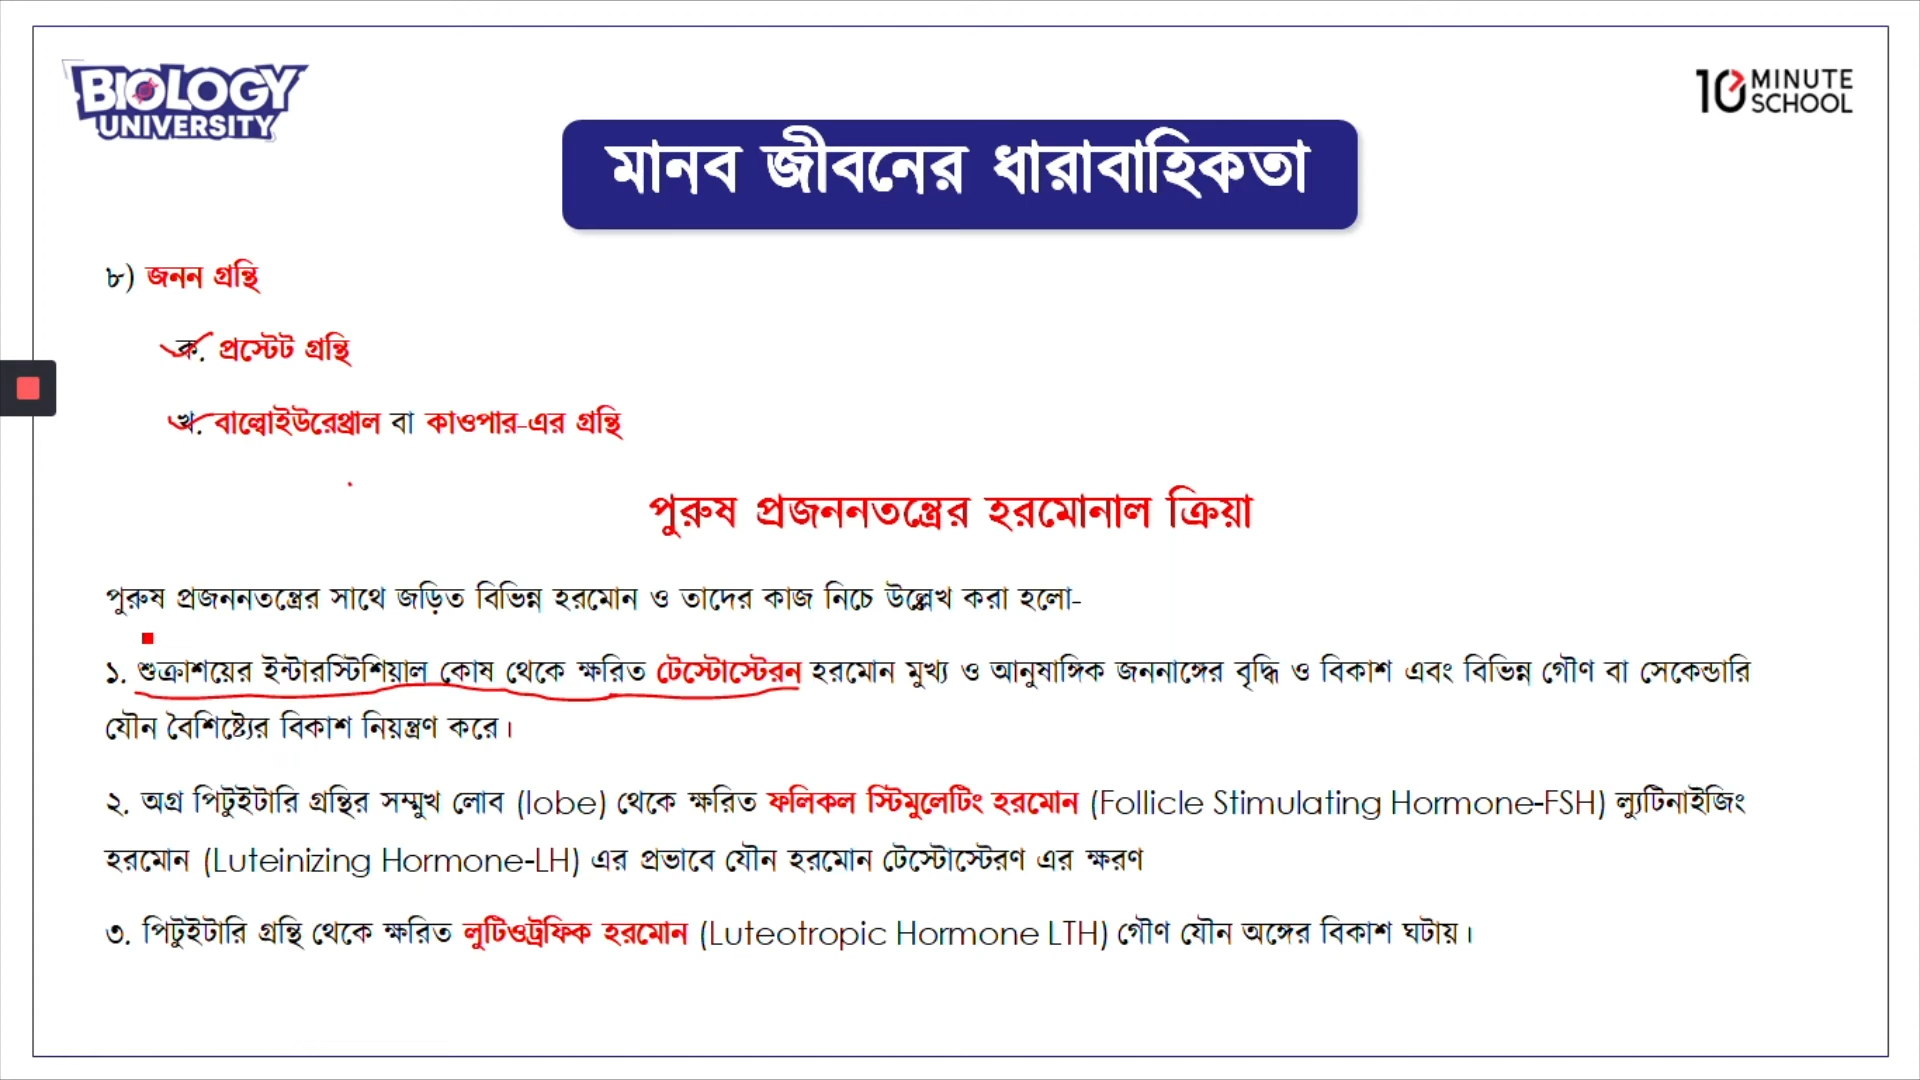 BIOLOGY
UNIVERSITY
10 MINUTE
SCHOOL
মানব জীবনের ধারাবাহিকতা
৮) জনন গ্রন্থি
ক. প্রস্টেট গ্রন্থি
খ. বাল্বোইউরেথ্রাল বা কাওপার-এর গ্রন্থি
পুরুষ প্রজননতন্ত্রের হরমোনাল ক্রিয়া
পুরুষ প্রজননতন্ত্রের সাথে জড়িত বিভিন্ন হরমোন ও তাদের কাজ নিচে উল্লেখ করা হলো-
১. শুক্রাশয়ের ইন্টারস্টিশিয়াল কোষ থেকে ক্ষরিত টেস্টোস্টেরন হরমোন মুখ্য ও আনুষাঙ্গিক জননাঙ্গের বৃদ্ধি ও বিকাশ এবং বিভিন্ন গৌণ বা সেকেন্ডারি
যৌন বৈশিষ্ট্যের বিকাশ নিয়ন্ত্রণ করে।
২. অগ্র পিটুইটারি গ্রন্থির সম্মুখ লোব (lobe) থেকে ক্ষরিত ফলিকল স্টিমুলেটিং হরমোন (Follicle Stimulating Hormone-FSH) ল্যুটিনাইজিং
হরমোন (Luteinizing Hormone-LH) এর প্রভাবে যৌন হরমোন টেস্টোস্টেরণ এর ক্ষরণ
৩. পিটুইটারি গ্রন্থি থেকে ক্ষরিত লুটিওট্রফিক হরমোন (Luteotropic Hormone LTH) গৌণ যৌন অঙ্গের বিকাশ ঘটায়।